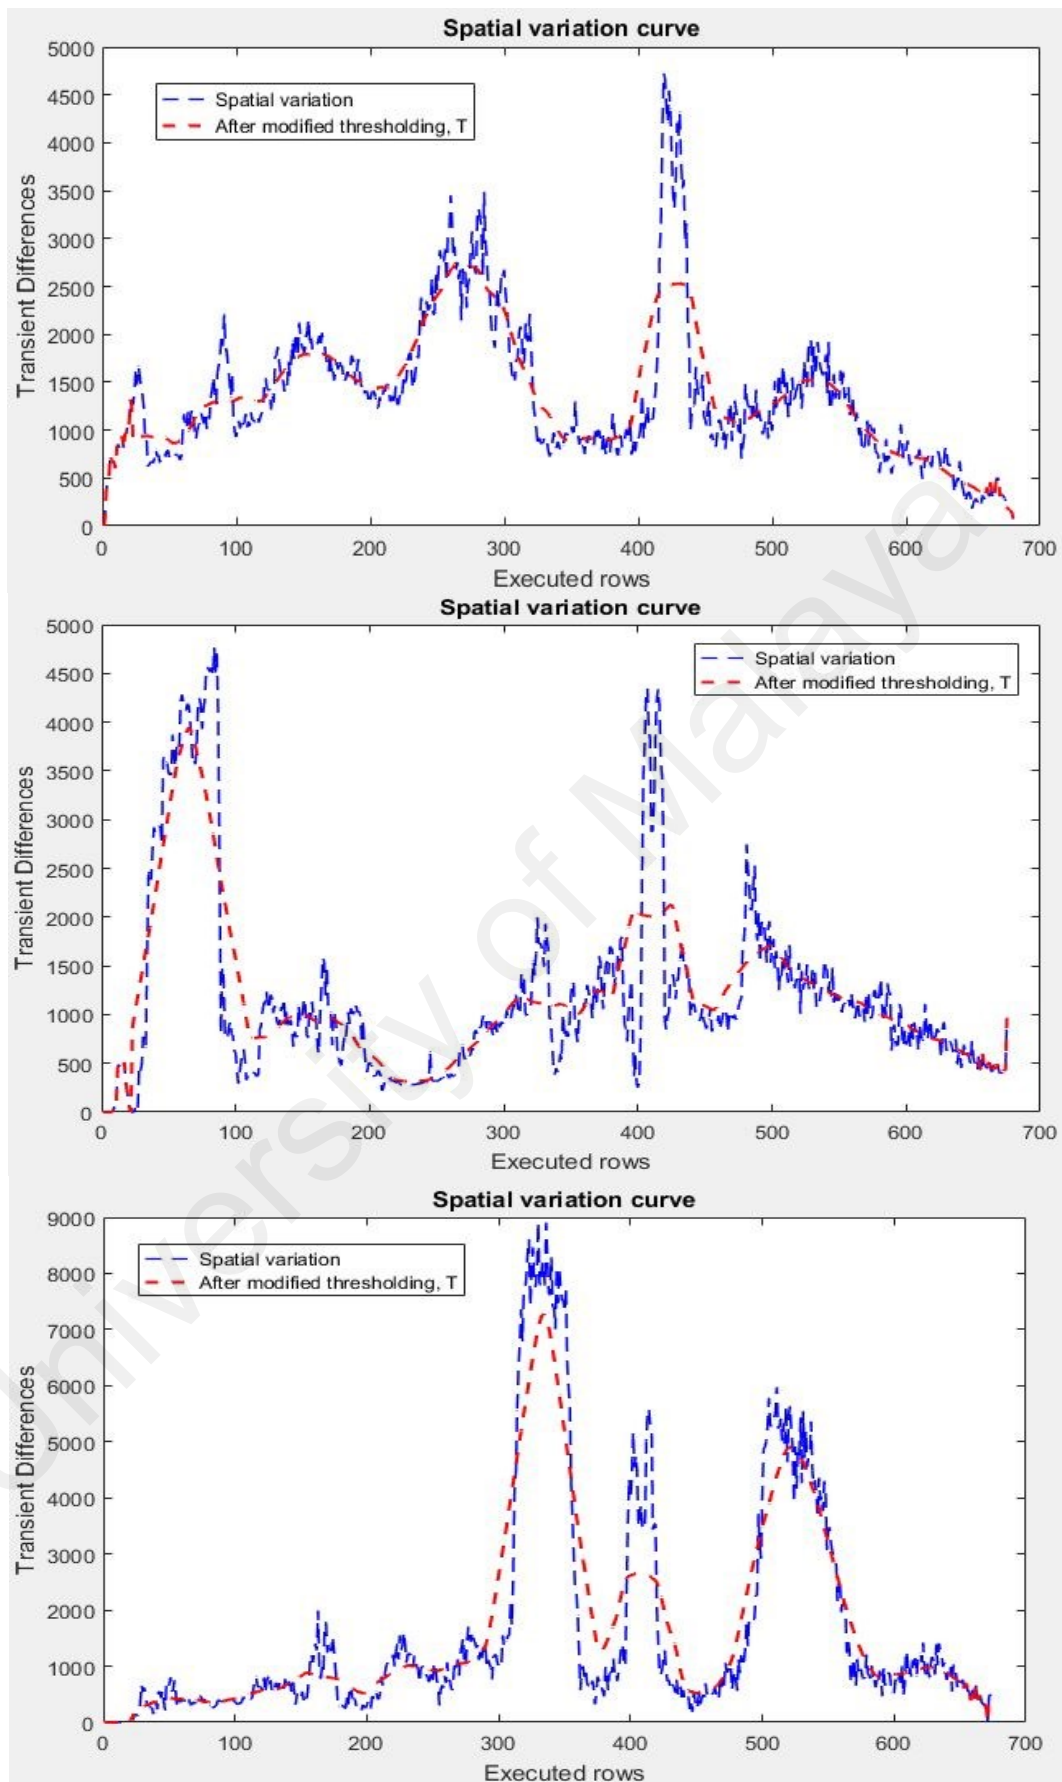 Spatial variation curve
5000
4500
4000
3500
3000
2500
2000
1500
1000
500
0
Transient Differences
Spatial variation
After modified thresholding, T
0 100 200 300 400 500 600 700
Executed rows
Spatial variation curve
5000
4500
4000
3500
3000
2500
2000
1500
1000
500
0
Transient Differences
Spatial variation
After modified thresholding, T
0 100 200 300 400 500 600 700
Executed rows
Spatial variation curve
9000
8000
7000
6000
5000
4000
3000
2000
1000
0
Transient Differences
Spatial variation
After modified thresholding, T
0 100 200 300 400 500 600 700
Executed rows
University of Malaya